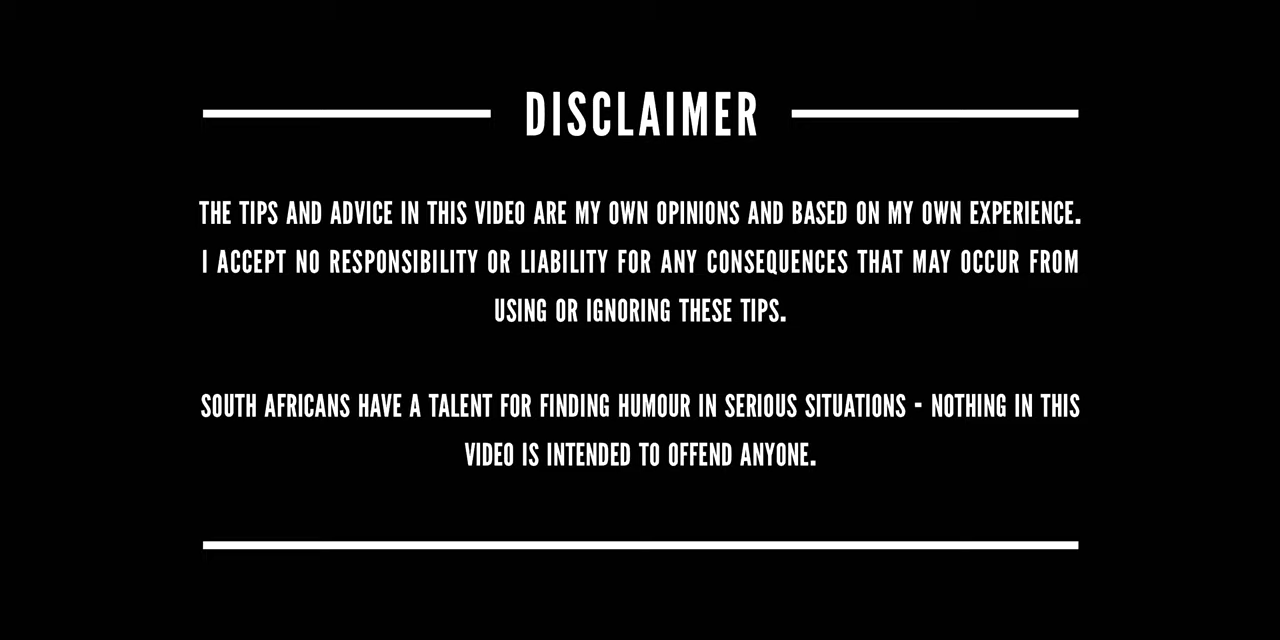 DISCLAIMER
THE TIPS AND ADVICE IN THIS VIDEO ARE MY OWN OPINIONS AND BASED ON MY OWN EXPERIENCE.
I ACCEPT NO RESPONSIBILITY OR LIABILITY FOR ANY CONSEQUENCES THAT MAY OCCUR FROM
USING OR IGNORING THESE TIPS.
SOUTH AFRICANS HAVE A TALENT FOR FINDING HUMOUR IN SERIOUS SITUATIONS - NOTHING IN THIS
VIDEO IS INTENDED TO OFFEND ANYONE.